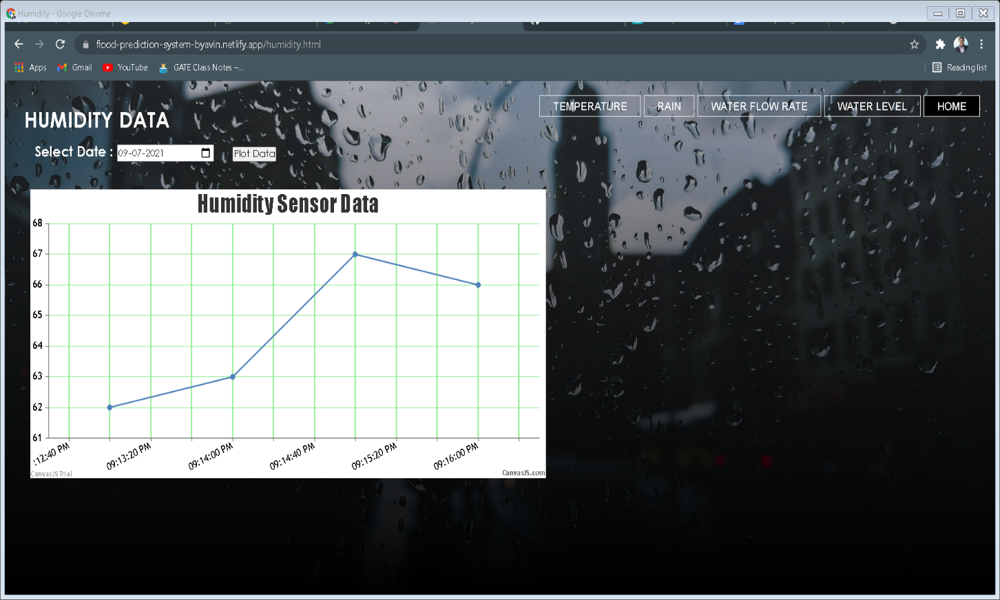 Humidity - Google Chrome
flood-prediction-system-byavin.netlify.app/humidity.html
Apps Gmail YouTube GATE Class Notes –... Reading list
TEMPERATURE RAIN WATER FLOW RATE WATER LEVEL HOME
HUMIDITY DATA
Select Date : 09-07-2021 Plot Data
Humidity Sensor Data
68
67
66
65
64
63
62
61
:12:40 PM 09:13:20 PM 09:14:00 PM 09:14:40 PM 09:15:20 PM 09:16:00 PM
CanvasJS Trial CanvasJS.com